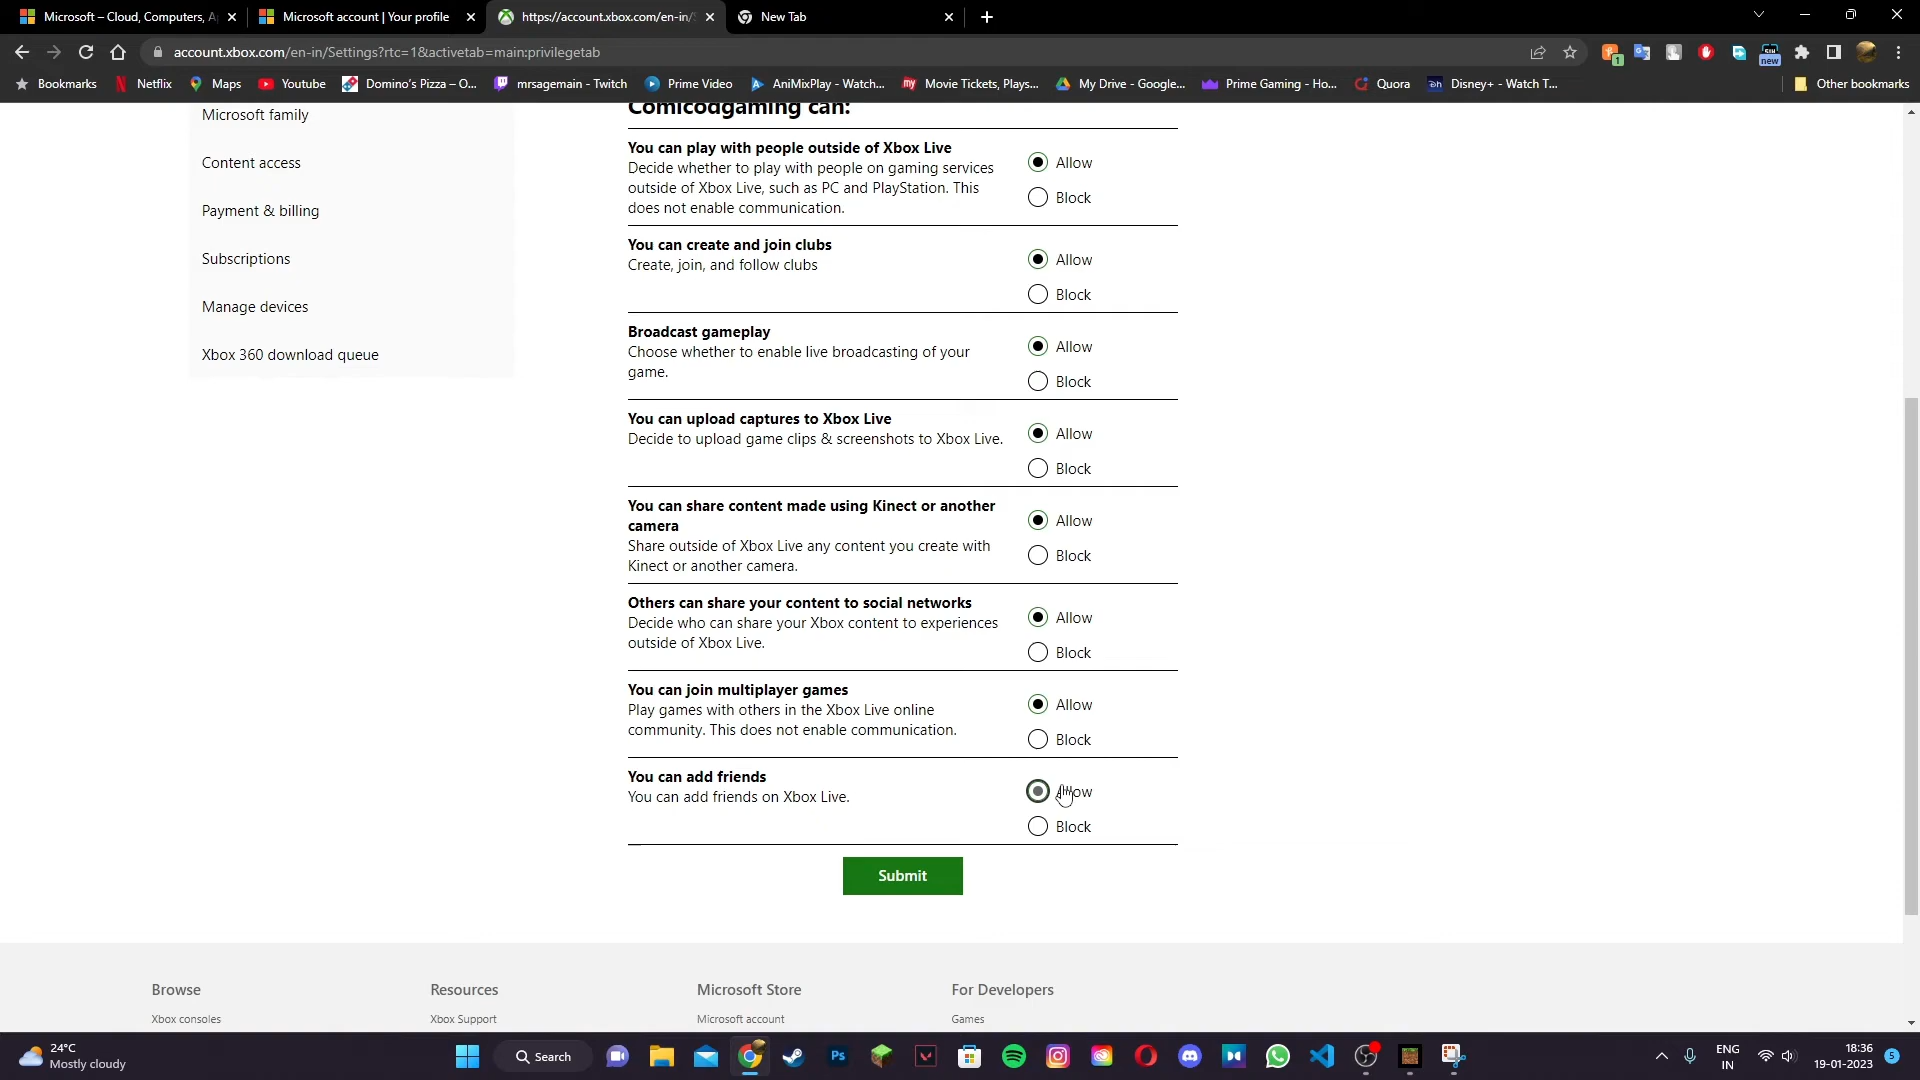 Microsoft – Cloud, Computers, A
Microsoft account | Your profile
https://account.xbox.com/en-in/
New Tab
account.xbox.com/en-in/Settings?rtc=1&activetab=main:privilegetab
1
new
Bookmarks
Netflix
Maps
Youtube
Domino's Pizza – O...
mrsagemain - Twitch
Prime Video
AniMixPlay - Watch...
my
Movie Tickets, Plays...
My Drive - Google...
Prime Gaming - Ho...
Quora
Disney+ - Watch T...
Other bookmarks
Microsoft family
Content access
Payment & billing
Subscriptions
Manage devices
Xbox 360 download queue
Comicodgaming can:
You can play with people outside of Xbox Live
Decide whether to play with people on gaming services
outside of Xbox Live, such as PC and PlayStation. This
does not enable communication.
Allow
Block
You can create and join clubs
Create, join, and follow clubs
Allow
Block
Broadcast gameplay
Choose whether to enable live broadcasting of your
game.
Allow
Block
You can upload captures to Xbox Live
Decide to upload game clips & screenshots to Xbox Live.
Allow
Block
You can share content made using Kinect or another
camera
Share outside of Xbox Live any content you create with
Kinect or another camera.
Allow
Block
Others can share your content to social networks
Decide who can share your Xbox content to experiences
outside of Xbox Live.
Allow
Block
You can join multiplayer games
Play games with others in the Xbox Live online
community. This does not enable communication.
Allow
Block
You can add friends
You can add friends on Xbox Live.
Allow
Block
Submit
Browse
Resources
Microsoft Store
For Developers
Xbox consoles
Xbox Support
Microsoft account
Games
24°C
Mostly cloudy
Search
Ps
ENG
IN
18:36
19-01-2023
5